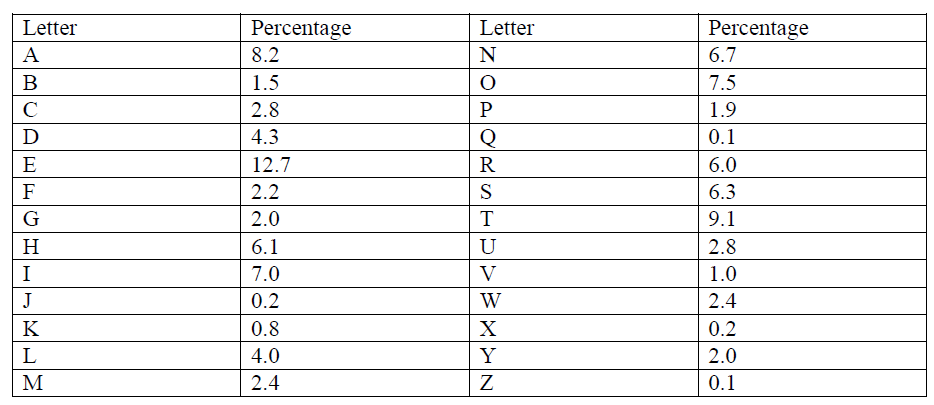 Letter Percentage Letter Percentage
A 8.2 N 6.7
B 1.5 O 7.5
C 2.8 P 1.9
D 4.3 Q 0.1
E 12.7 R 6.0
F 2.2 S 6.3
G 2.0 T 9.1
H 6.1 U 2.8
I 7.0 V 1.0
J 0.2 W 2.4
K 0.8 X 0.2
L 4.0 Y 2.0
M 2.4 Z 0.1